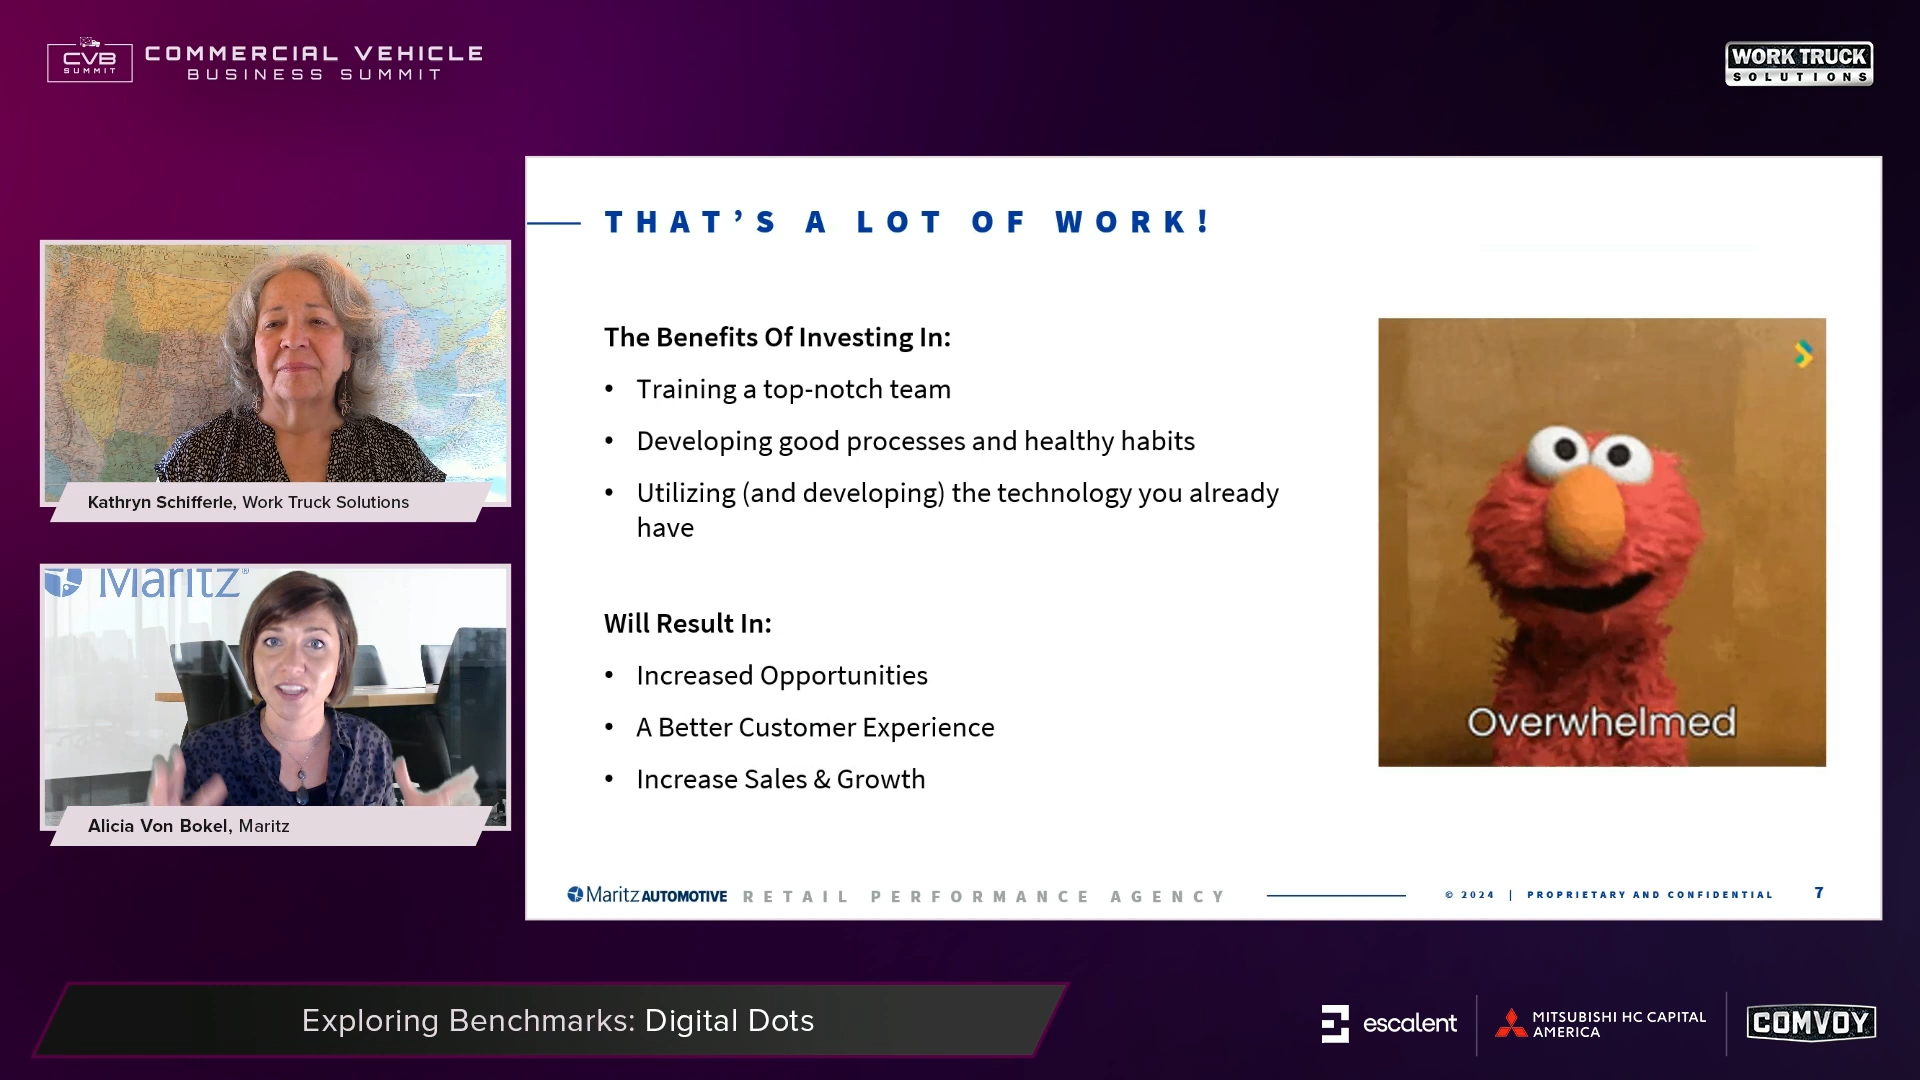 CVB
SUMMIT
COMMERCIAL VEHICLE
BUSINESS SUMMIT
WORK TRUCK
SOLUTIONS
Kathryn Schifferle, Work Truck Solutions
Maritz®
Alicia Von Bokel, Maritz
THAT’S A LOT OF WORK!
The Benefits Of Investing In:
• Training a top-notch team
• Developing good processes and healthy habits
• Utilizing (and developing) the technology you already
have
Will Result In:
• Increased Opportunities
• A Better Customer Experience
• Increase Sales & Growth
Overwhelmed
Maritz AUTOMOTIVE RETAIL PERFORMANCE AGENCY
© 2024 | PROPRIETARY AND CONFIDENTIAL 7
Exploring Benchmarks: Digital Dots
escalent
MITSUBISHI HC CAPITAL
AMERICA
COMVOY